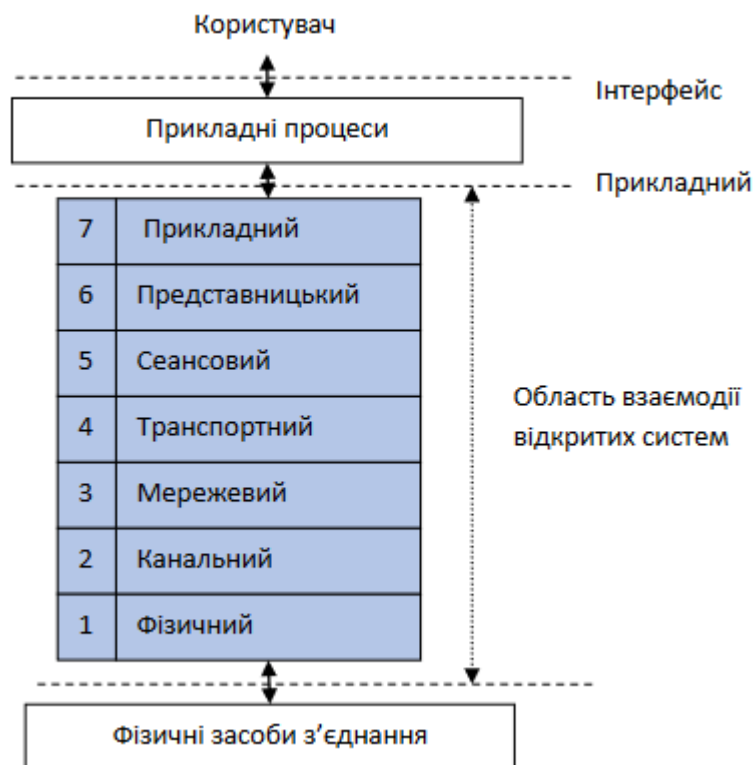 Користувач
Інтерфейс
Прикладні процеси
Прикладний
7 Прикладний
6 Представницький
5 Сеансовий
4 Транспортний
3 Мережевий
2 Канальний
1 Фізичний
Область взаємодії
відкритих систем
Фізичні засоби з’єднання